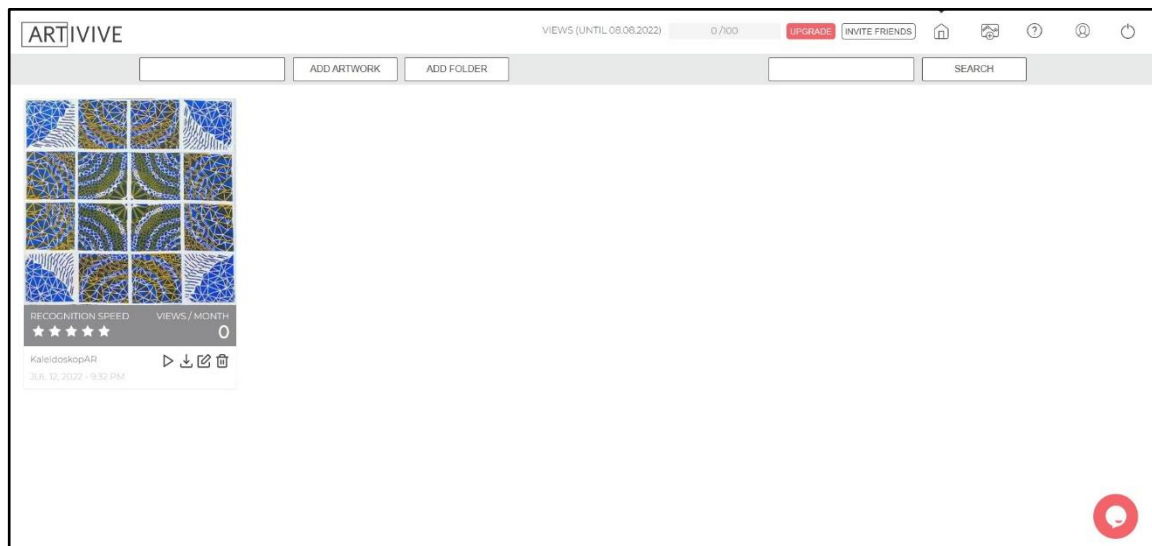 ARTIVIVE
VIEWS (UNTIL 08.08.2022) 0 /100 UPGRADE INVITE FRIENDS
ADD ARTWORK ADD FOLDER SEARCH
RECOGNITION SPEED VIEWS / MONTH
0
KaleidoskopAR
JUL 12, 2022 - 9:32 PM